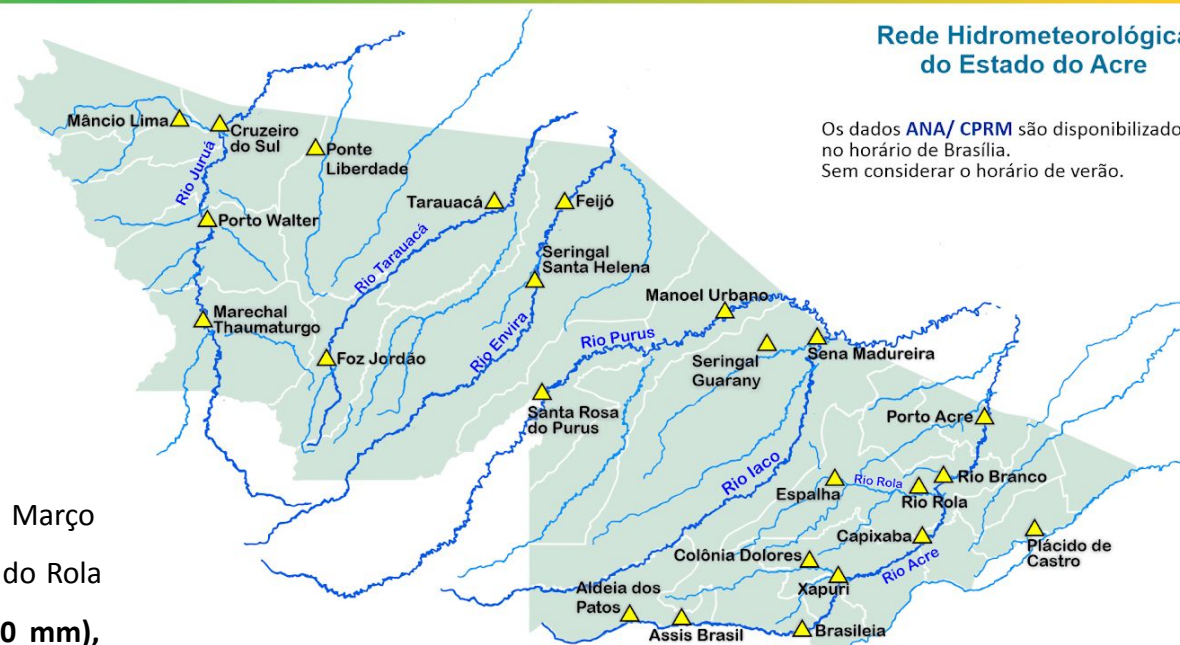 Rede Hidrometeorológica
do Estado do Acre
Os dados ANA/ CPRM são
no horário de Brasília.
Sem considerar o horário de verão.
Mâncio Lima
Cruzeiro
do Sul
Ponte
Liberdade
Rio Juruá
Porto Walter
Tarauacá
Feijó
Rio Tarauacá
Seringal
Santa Helena
Manoel Urbano
Marechal
Thaumaturgo
Rio Envira
Rio Purus
Foz Jordão
Seringal
Guarany
Sena Madureira
Santa Rosa
do Purus
Porto Acre
Rio Iaco
Espalha
Rio Rola
Rio Rola
Rio Branco
Capixaba
Plácido de
Castro
Colônia Dolores
Rio Acre
Xapuri
Aldeia dos
Patos
Assis Brasil
Brasileia
Março
do Rola
0 mm),